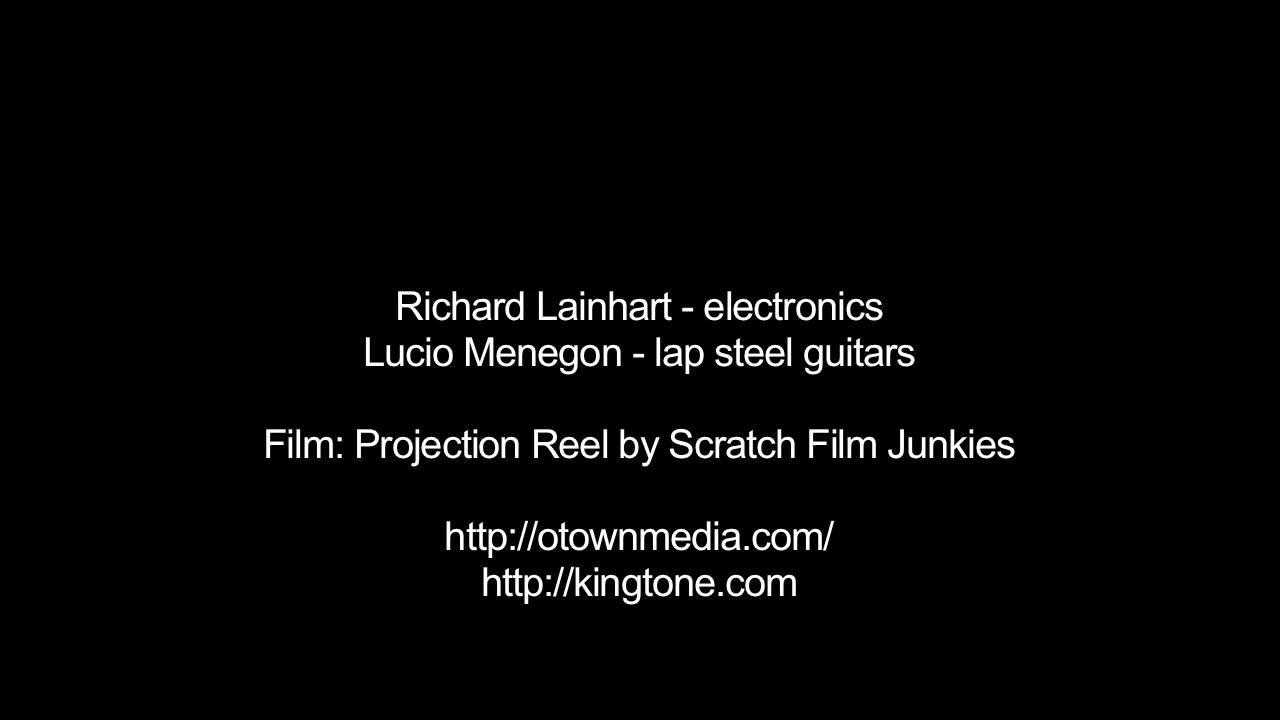 Richard Lainhart - electronics
Lucio Menegon - lap steel guitars
Film: Projection Reel by Scratch Film Junkies
http://otownmedia.com/
http://kingtone.com